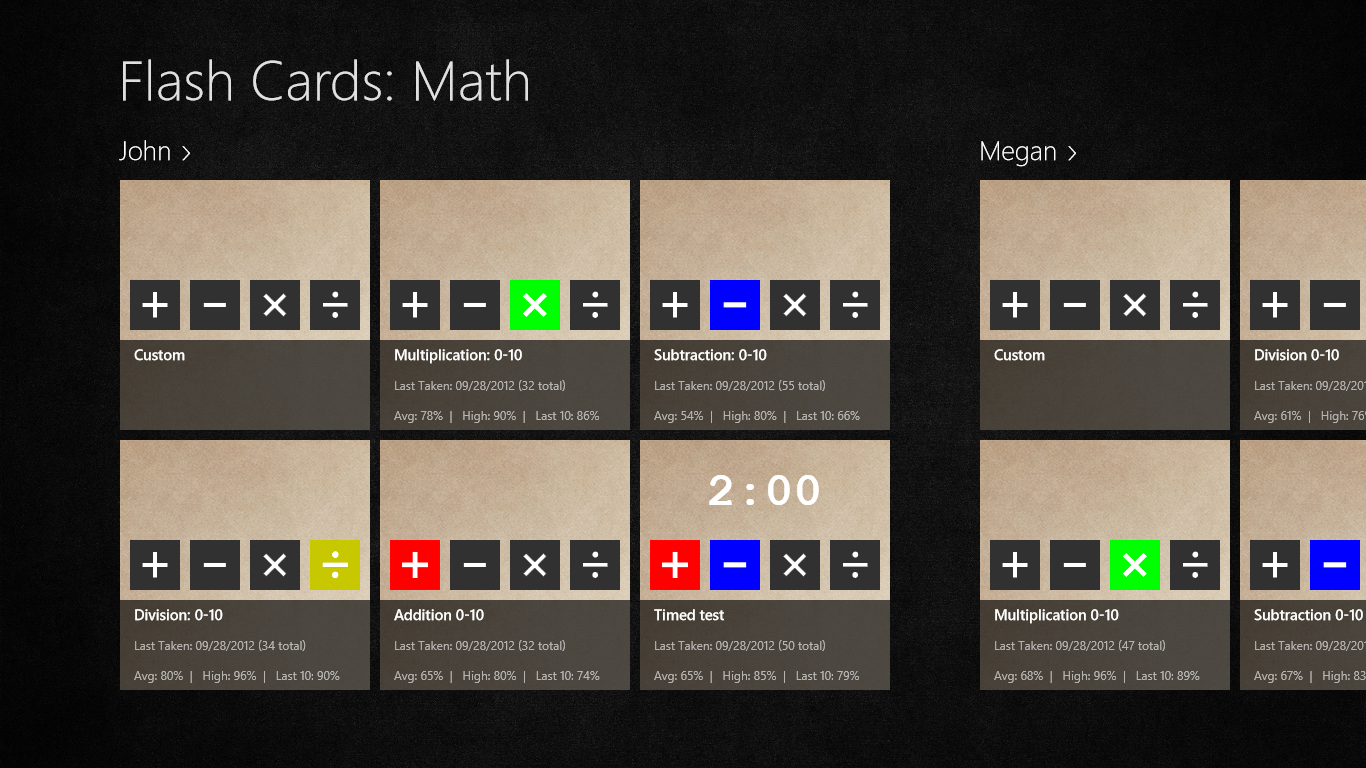 Flash Cards: Math
John >
+ − × ÷
Custom
+ − × ÷
Multiplication: 0-10
Last Taken: 09/28/2012 (32 total)
Avg: 78% | High: 90% | Last 10: 86%
+ − × ÷
Subtraction: 0-10
Last Taken: 09/28/2012 (55 total)
Avg: 54% | High: 80% | Last 10: 66%
+ − × ÷
Division: 0-10
Last Taken: 09/28/2012 (34 total)
Avg: 80% | High: 96% | Last 10: 90%
+ − × ÷
Addition 0-10
Last Taken: 09/28/2012 (32 total)
Avg: 65% | High: 80% | Last 10: 74%
2:00
+ − × ÷
Timed test
Last Taken: 09/28/2012 (50 total)
Avg: 65% | High: 85% | Last 10: 79%
Megan >
+ − × ÷
Custom
+ −
Division 0-10
Last Taken: 09/28/20
Avg: 61% | High: 76
+ − × ÷
Multiplication 0-10
Last Taken: 09/28/2012 (47 total)
Avg: 68% | High: 96% | Last 10: 89%
+ −
Subtraction 0-10
Last Taken: 09/28/20
Avg: 67% | High: 83